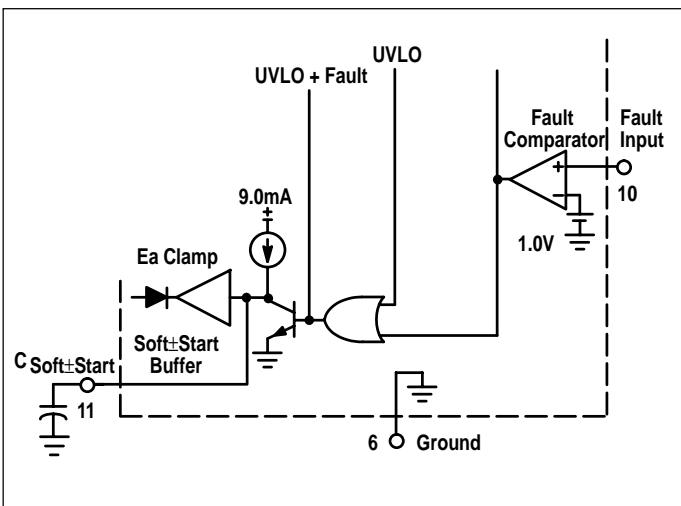 UVLO
UVLO + Fault
Fault
Comparator
Fault
Input
+
10
9.0mA
1.0V
Ea Clamp
Soft±Start
Buffer
C Soft±Start
11
6 Ground